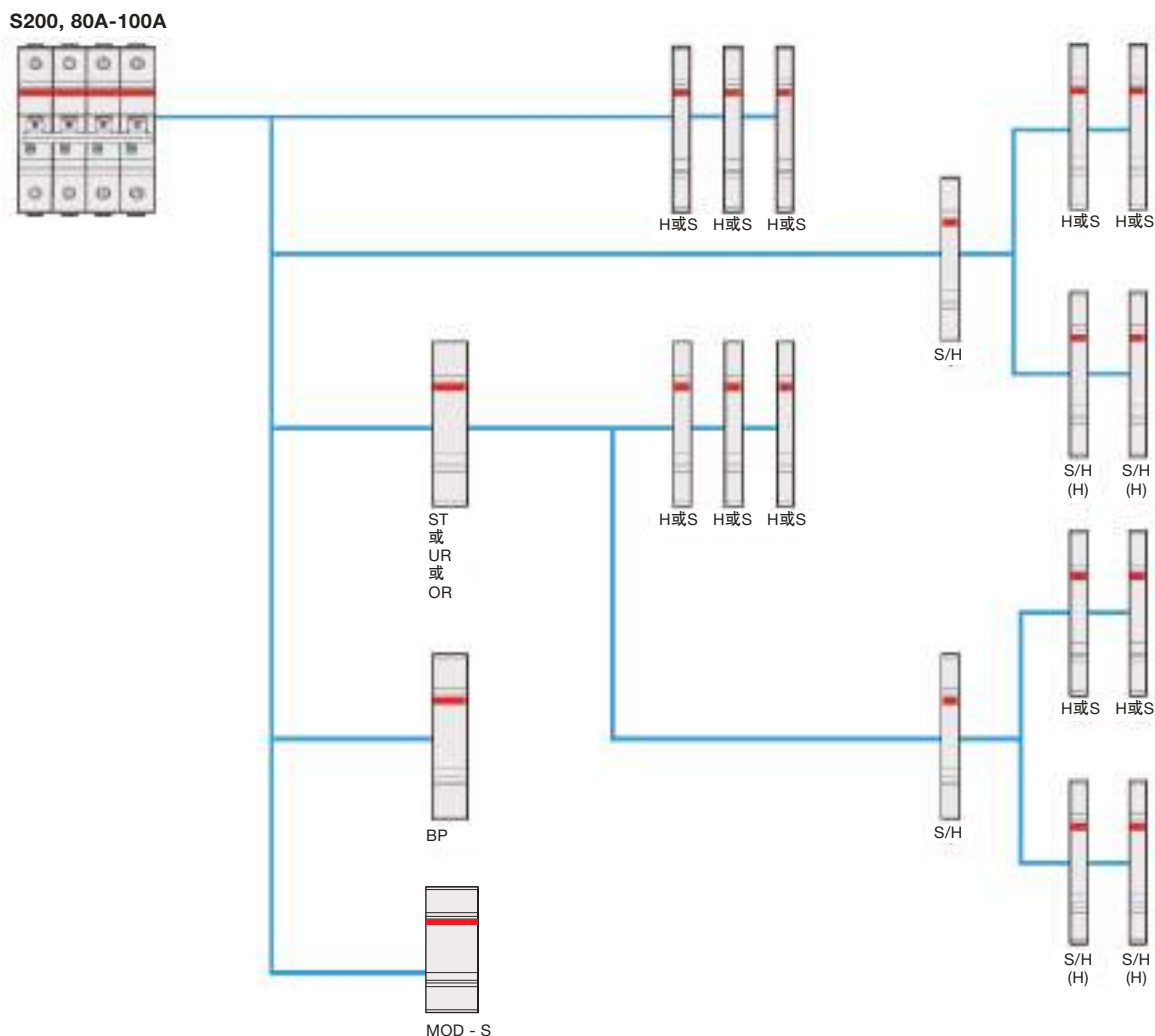 S200, 80A-100A
H或S H或S H或S
H或S H或S
S/H
S/H
(H)
S/H
(H)
ST
或
UR
或
OR
H或S H或S H或S
H或S H或S
BP
S/H
S/H
(H)
S/H
(H)
MOD - S